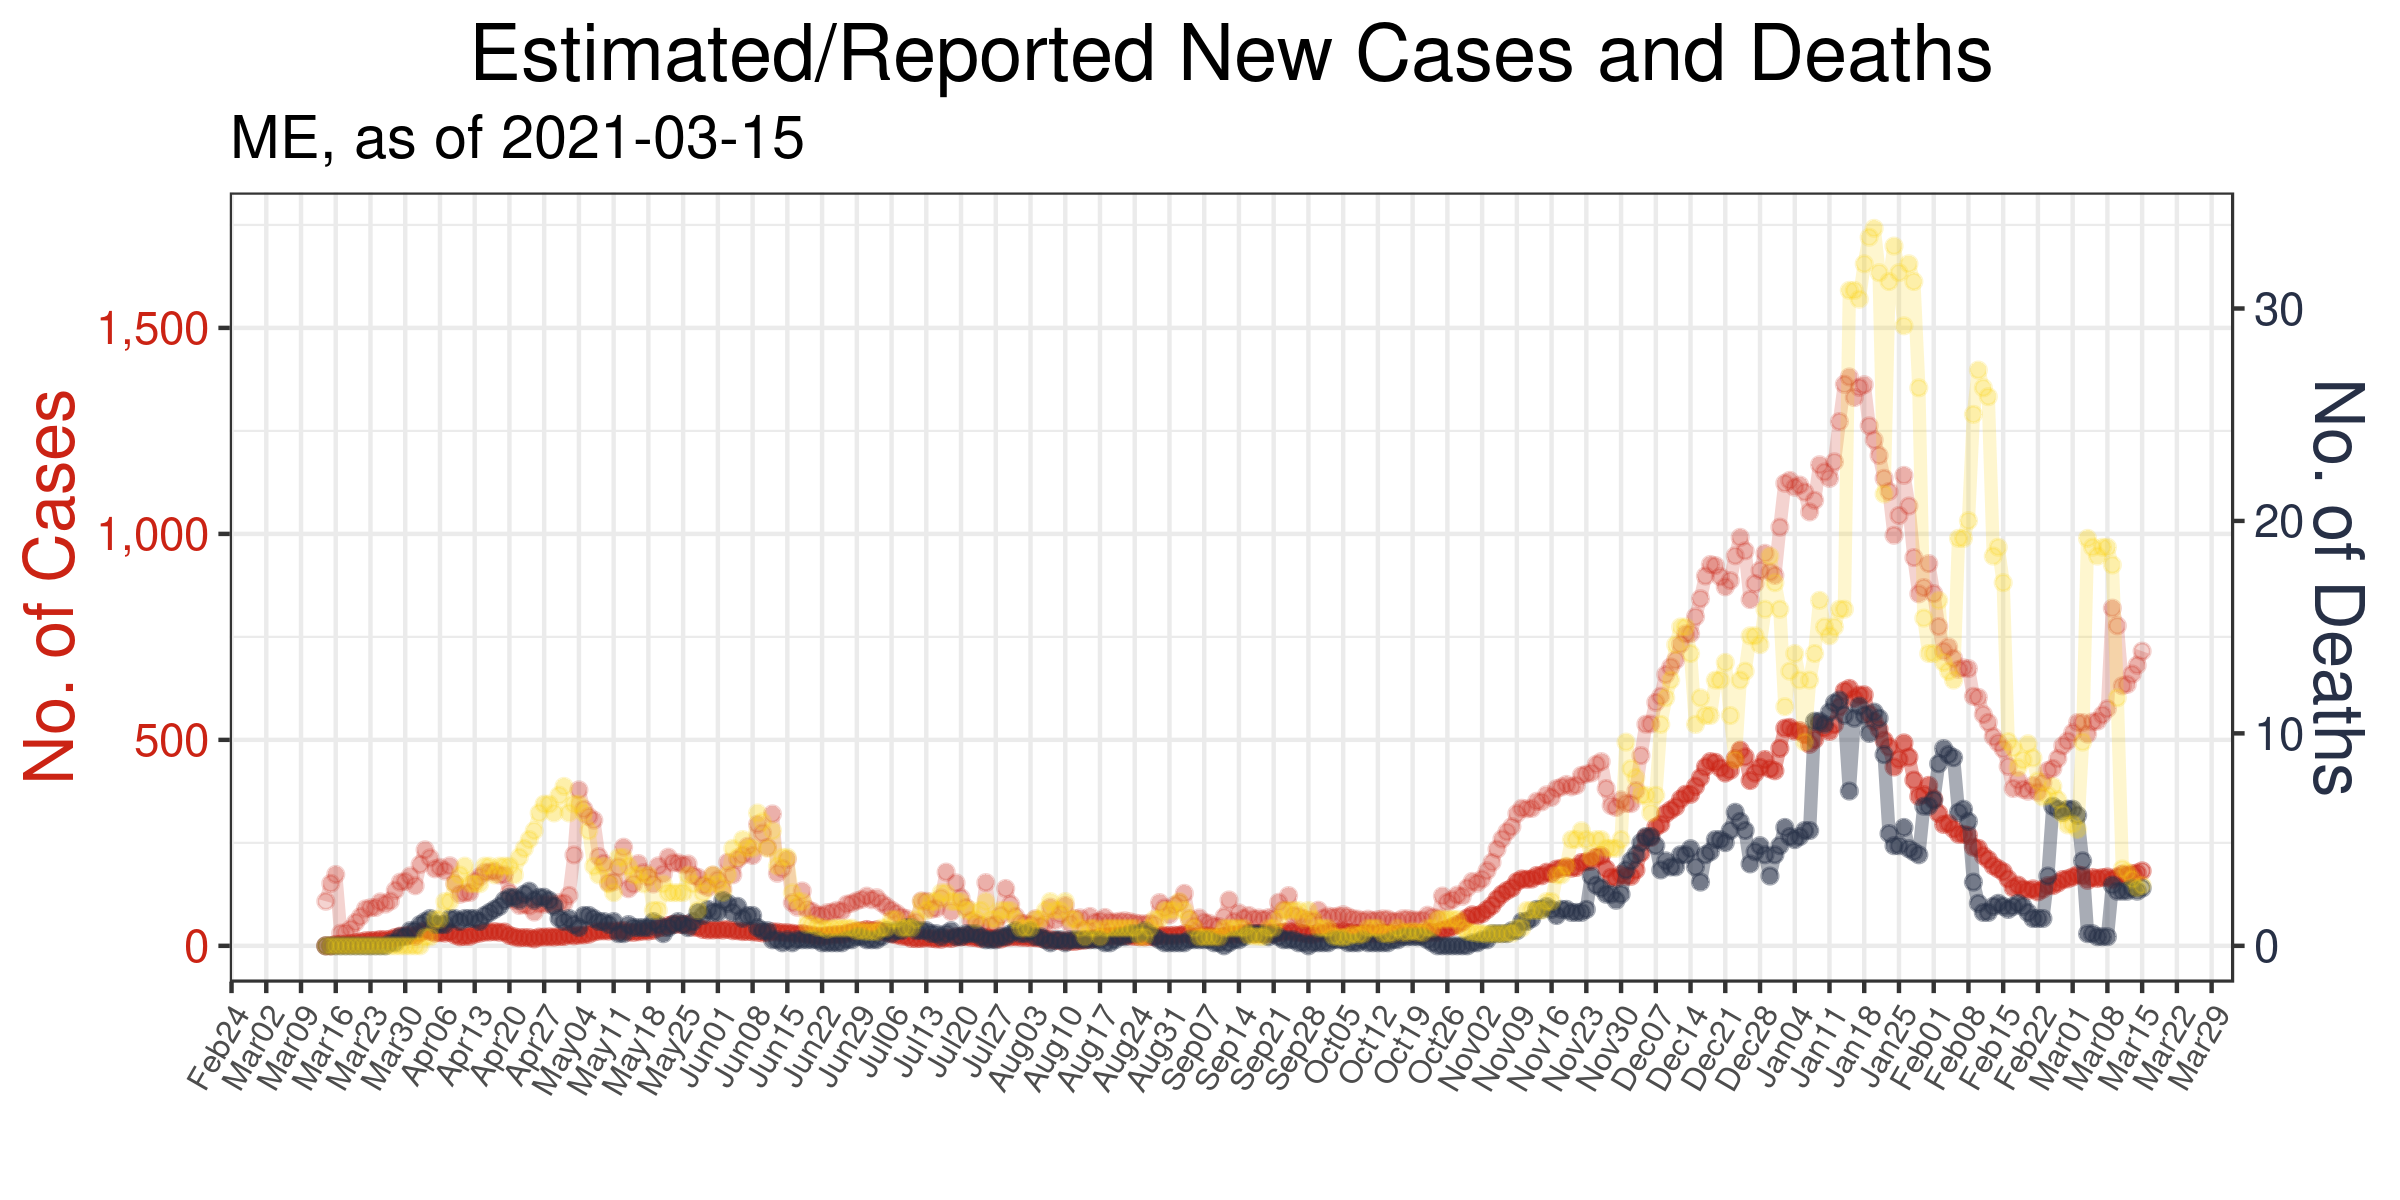 Estimated/Reported New Cases and Deaths
ME, as of 2021-03-15
No. of Cases
1,500
1,000
500
0
30
20
10
0
No. of Deaths
Feb24 Mar02 Mar09 Mar16 Mar23 Mar30 Apr06 Apr13 Apr20 Apr27 May04 May11 May18 May25 Jun01 Jun08 Jun15 Jun22 Jun29 Jul06 Jul13 Jul20 Jul27 Aug03 Aug10 Aug17 Aug24 Aug31 Sep07 Sep14 Sep21 Sep28 Oct05 Oct12 Oct19 Oct26 Nov02 Nov09 Nov16 Nov23 Nov30 Dec07 Dec14 Dec21 Dec28 Jan04 Jan11 Jan18 Jan25 Feb01 Feb08 Feb15 Feb22 Mar01 Mar08 Mar15 Mar22 Mar29